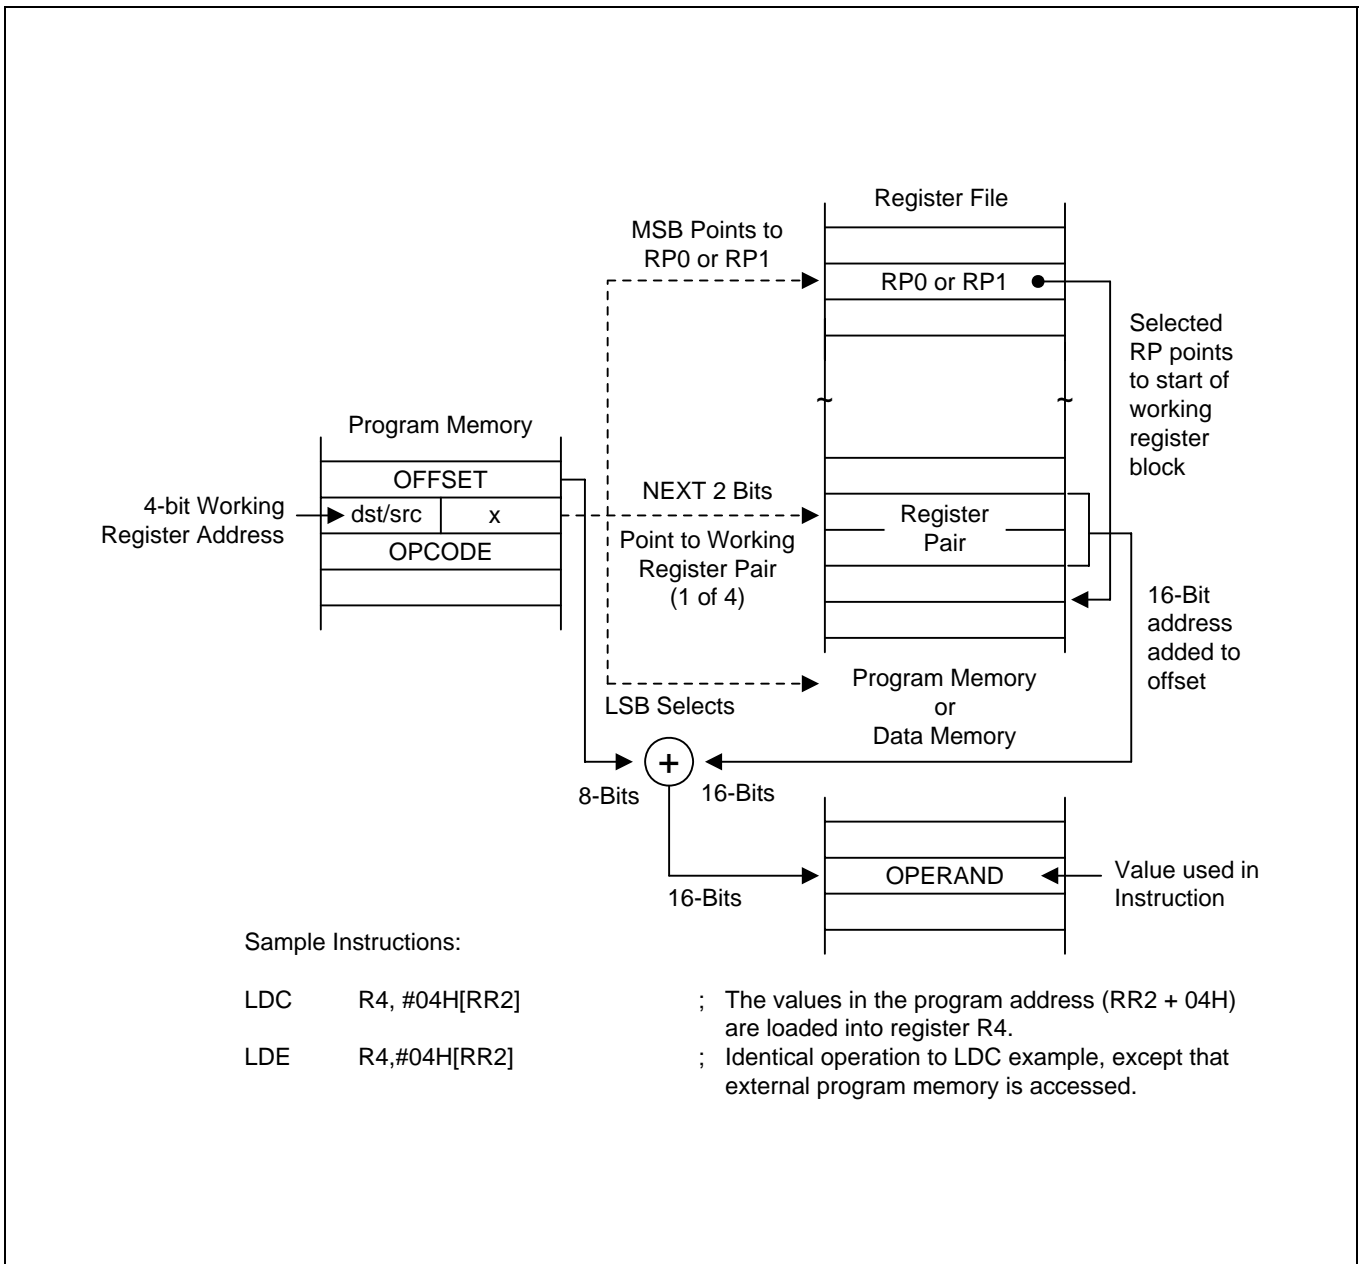 Register File
MSB Points to
RP0 or RP1
RP0 or RP1
Selected
RP points
to start of
working
register
block
Program Memory
OFFSET
4-bit Working
Register Address
dst/src
x
OPCODE
NEXT 2 Bits
Point to Working
Register Pair
(1 of 4)
Register
Pair
16-Bit
address
added to
offset
LSB Selects
Program Memory
or
Data Memory
+
8-Bits
16-Bits
16-Bits
OPERAND
Value used in
Instruction
Sample Instructions:
LDC R4, #04H[RR2] ; The values in the program address (RR2 + 04H)
are loaded into register R4.
LDE R4,#04H[RR2] ; Identical operation to LDC example, except that
external program memory is accessed.